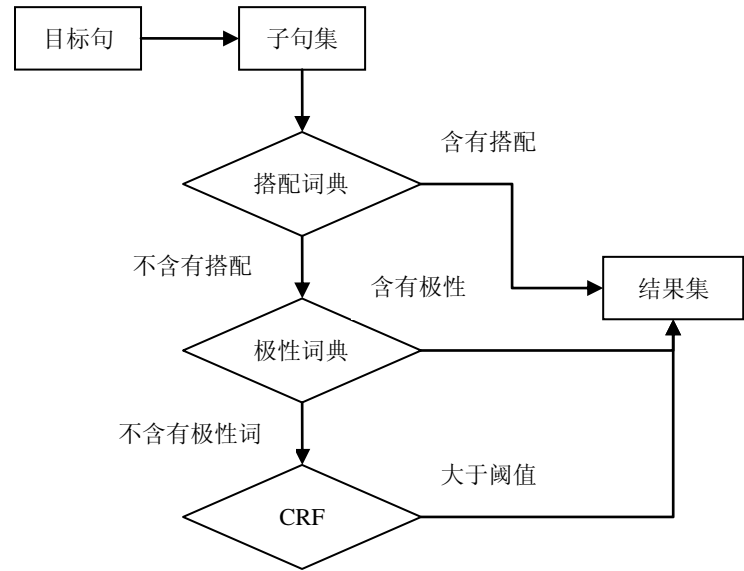 目标句
子句集
含有搭配
搭配词典
不含有搭配
含有极性
结果集
极性词典
不含有极性词
大于阈值
CRF